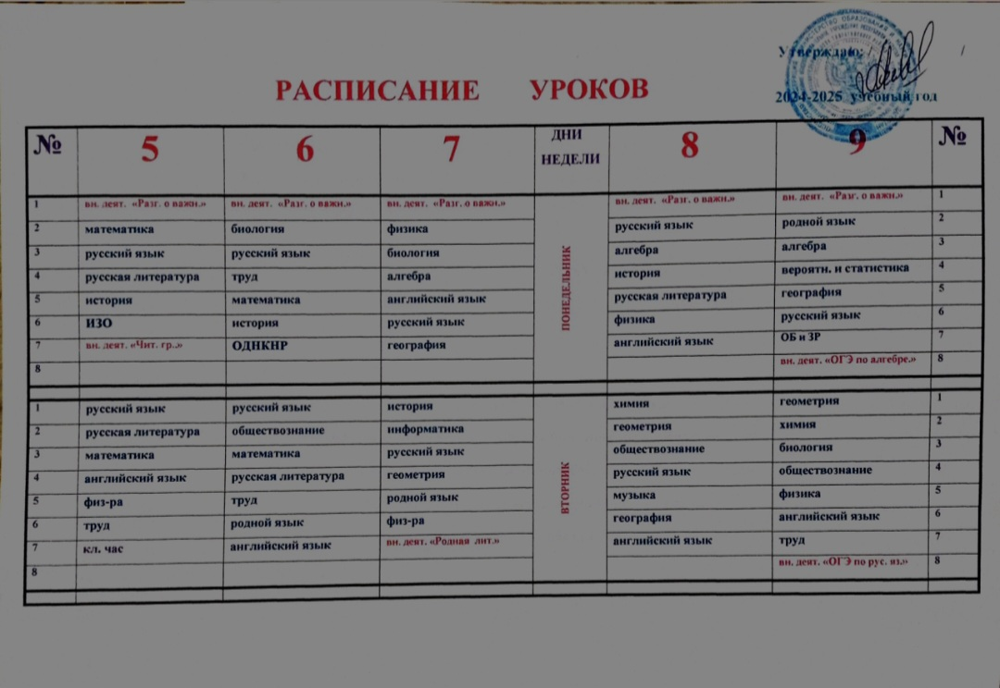 Утверждаю: / /
2024-2025 учебный год
РАСПИСАНИЕ УРОКОВ
№ 5 6 7 ДНИ НЕДЕЛИ 8 9 №
1 вн. деят. «Разг. о важн.» вн. деят. «Разг. о важн.» вн. деят. «Разг. о важн.» вн. деят. «Разг. о важн.» вн. деят. «Разг. о важн.» 1
2 математика биология физика русский язык родной язык 2
3 русский язык русский язык биология алгебра алгебра 3
4 русская литература труд алгебра история вероятн. и статистика 4
5 история математика английский язык русская литература география 5
6 ИЗО история русский язык физика русский язык 6
7 вн. деят. «Чит. гр..» ОДНКНР география английский язык ОБ и ЗР 7
8 вн. деят. «ОГЭ по алгебре.» 8
ПОНЕДЕЛЬНИК
1 русский язык русский язык история химия геометрия 1
2 русская литература обществознание информатика геометрия химия 2
3 математика математика русский язык обществознание биология 3
4 английский язык русская литература геометрия русский язык обществознание 4
5 физ-ра труд родной язык музыка физика 5
6 труд родной язык физ-ра география английский язык 6
7 кл. час английский язык вн. деят. «Родная лит.» английский язык труд 7
8 вн. деят. «ОГЭ по рус. яз.» 8
ВТОРНИК